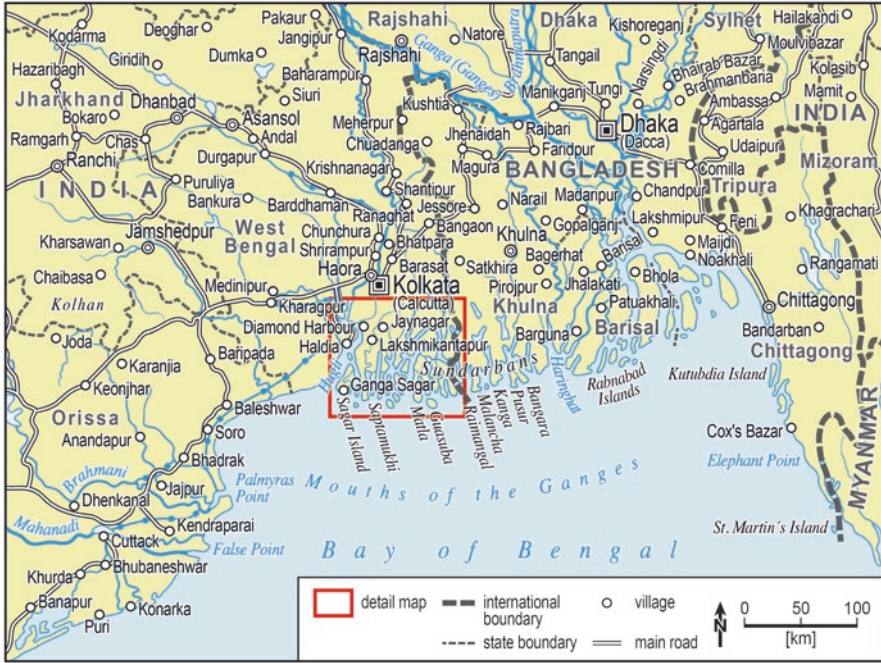 Kodarma
Deoghar
Pakaur
Jangipur
Rajshahi
Rajshahi
Natore
Dhaka
Kishoreganj
Sylhet
Hailakandi
Moulvibazar
Giridih
Dumka
Ganga (Ganges)
Brahmaputra
Tangail
Narsingdi
Bhairab Bazar
Kolasib
Hazaribagh
Baharampur
Siuri
Manikganj
Tungi
Brahmanbaria
Mamit
Jharkhand
Dhanbad
Kushtia
Ambassa
INDIA
Bokaro
Asansol
Meherpur
Rajbari
Dhaka
(Dacca)
Agartala
Ramgarh
Chas
Andal
Chuadanga
Jhenaidah
Faridpur
Udaipur
Ranchi
Durgapur
Krishnanagar
Magura
BANGLADESH
Comilla
Mizoram
INDIA
Puruliya
Shantipur
Narail
Madaripur
Chandpur
Tripura
Bankura
Barddhaman
Ranaghat
Jessore
Gopalganj
Lakshmipur
Feni
Khagrachari
West
Bengal
Chunchura
Bangaon
Khulna
Barisal
Maijdi
Kharsawan
Jamshedpur
Shrirampur
Bhatpara
Bagerhat
Noakhali
Haora
Barasat
Satkhira
Rangamati
Chaibasa
Medinipur
Kolkata
(Calcutta)
Pirojpur
Jhalakati
Bhola
Kolhan
Kharagpur
Khulna
Patuakhali
Chittagong
Diamond Harbour
Jaynagar
Barguna
Barisal
Bandarban
Joda
Haldia
Lakshmikantapur
Chittagong
Karanjia
Baripada
Hugli
Sundarbans
Haringhat
Rabnabad
Islands
Kutubdia Island
Keonjhar
Ganga Sagar
Orissa
Baleshwar
Sagar Island
Saptamukhi
Matla
Guasuba
Raimangal
Malancha
Kanga
Pusur
Bangara
Anandapur
Soro
Cox's Bazar
MYANMAR
Bhadrak
Elephant Point
Brahmani
Jajpur
Palmyras
Point
Mouths of the Ganges
Dhenkanal
Mahanadi
Kendraparai
St. Martin's Island
Cuttack
False Point
Bay of Bengal
Bhubaneshwar
Khurda
Banapur
Konarka
Puri
detail map
international
boundary
village
0 50 100
state boundary
main road
N
[km]